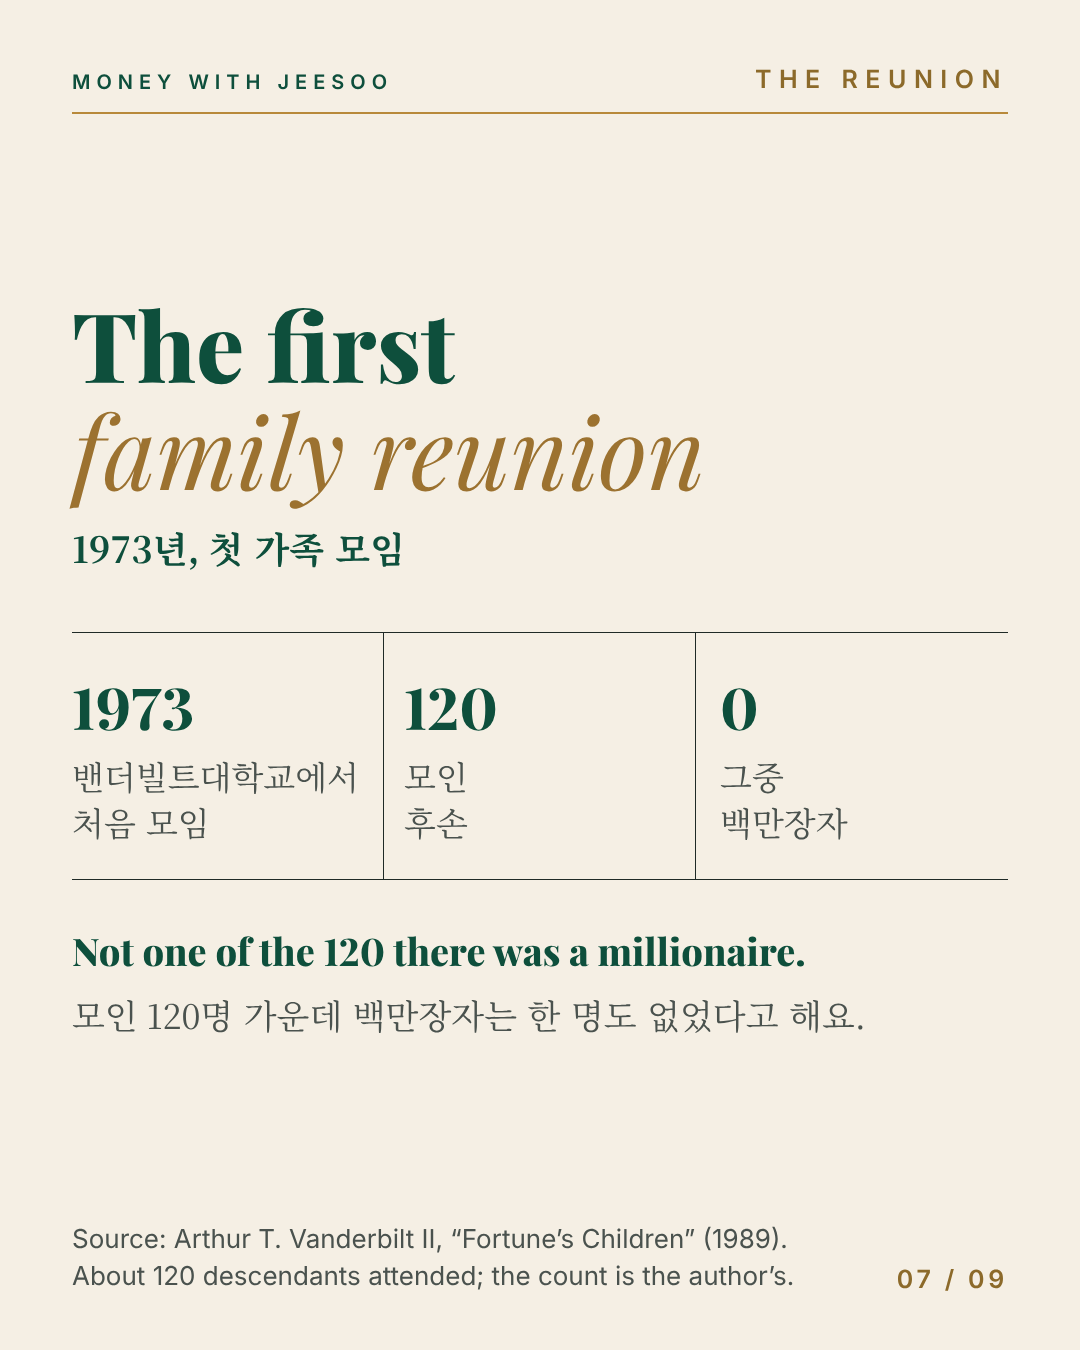 MONEY WITH JEESOO
THE REUNION
The first
family reunion
1973년, 첫 가족 모임
1973
밴더빌트대학교에서
처음 모임
120
모인
후손
0
그중
백만장자
Not one of the 120 there was a millionaire.
모인 120명 가운데 백만장자는 한 명도 없었다고 해요.
Source: Arthur T. Vanderbilt II, “Fortune’s Children” (1989).
About 120 descendants attended; the count is the author’s.
07 / 09